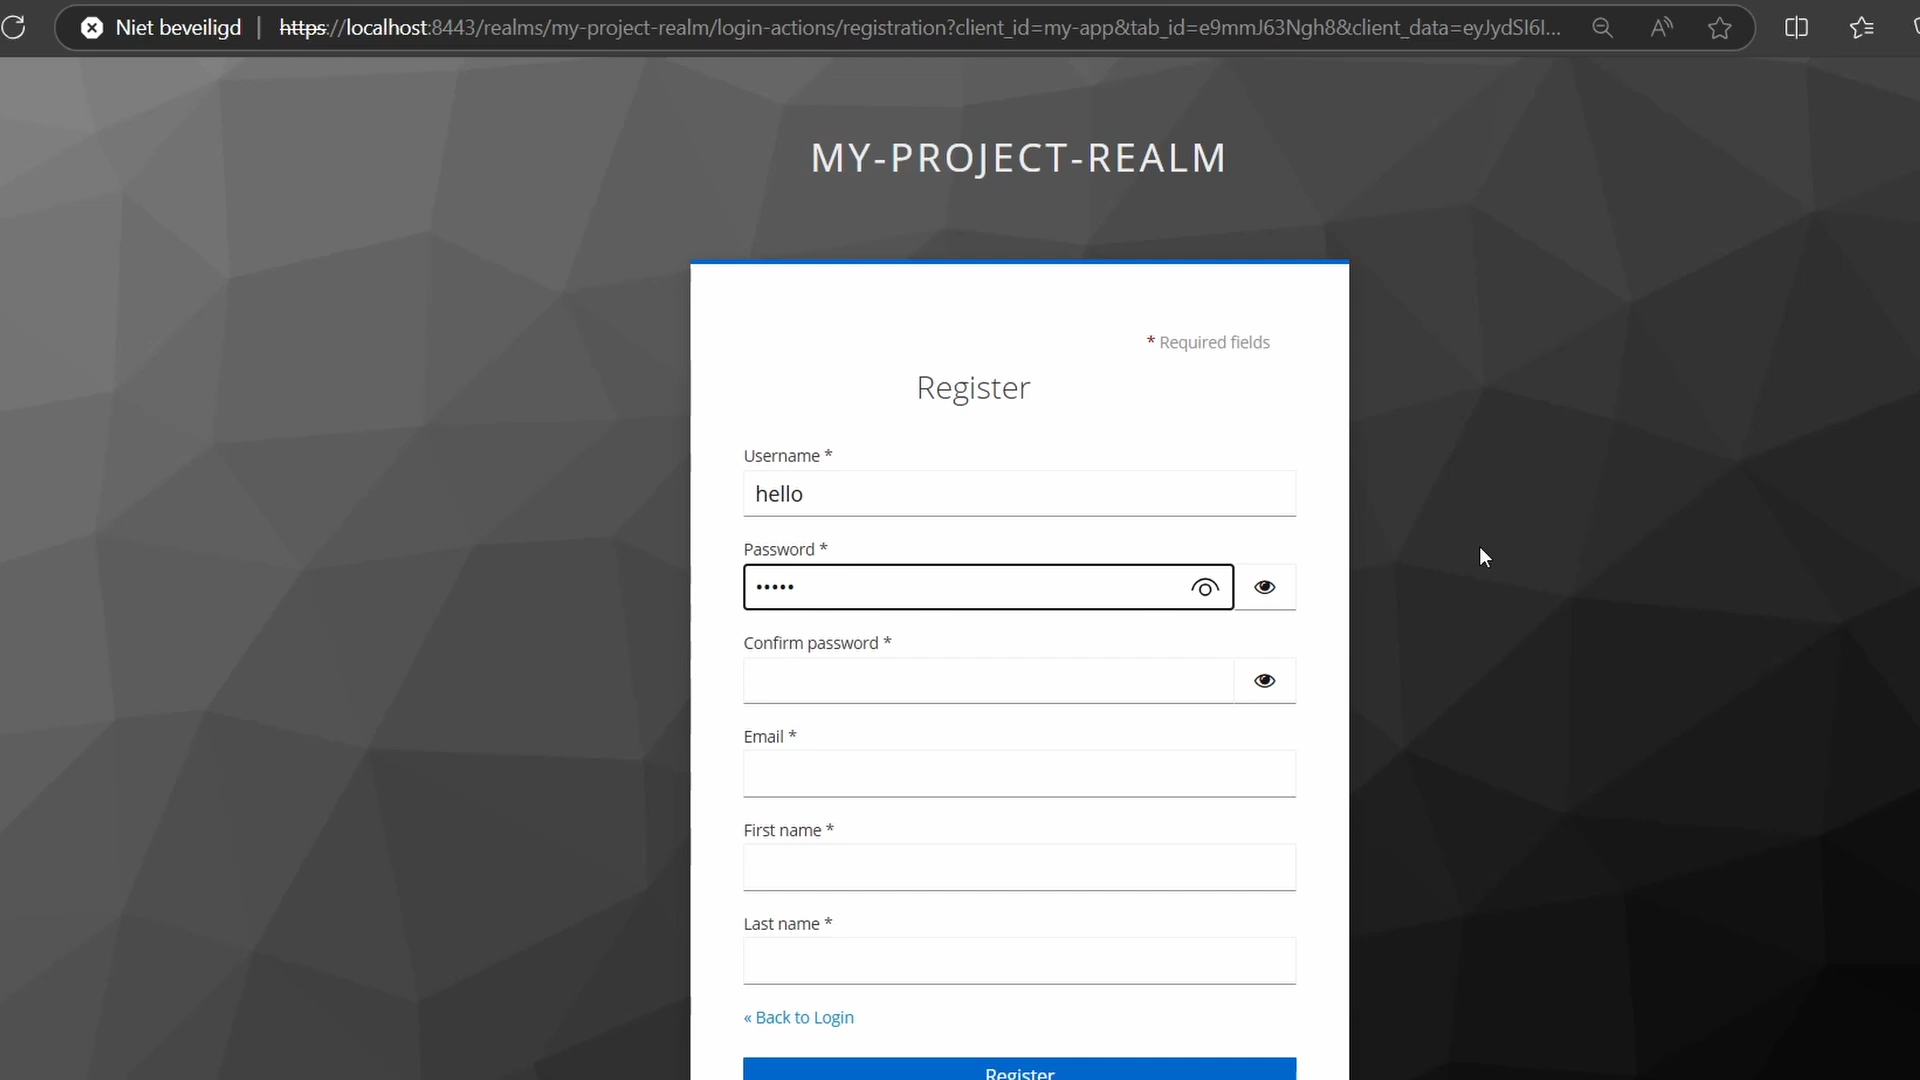 Niet beveiligd https://localhost:8443/realms/my-project-realm/login-actions/registration?client_id=my-app&tab_id=e9mmJ63Ngh8&client_data=eyJydSI6I...
MY-PROJECT-REALM
* Required fields
Register
Username *
hello
Password *
•••••
Confirm password *
Email *
First name *
Last name *
« Back to Login
Register